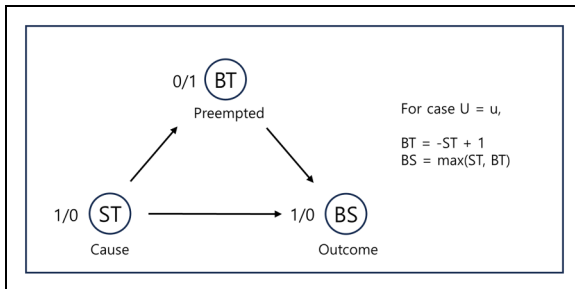 0/1 BT
Preempted
For case U = u,
BT = -ST + 1
BS = max(ST, BT)
1/0 ST
1/0 BS
Cause
Outcome